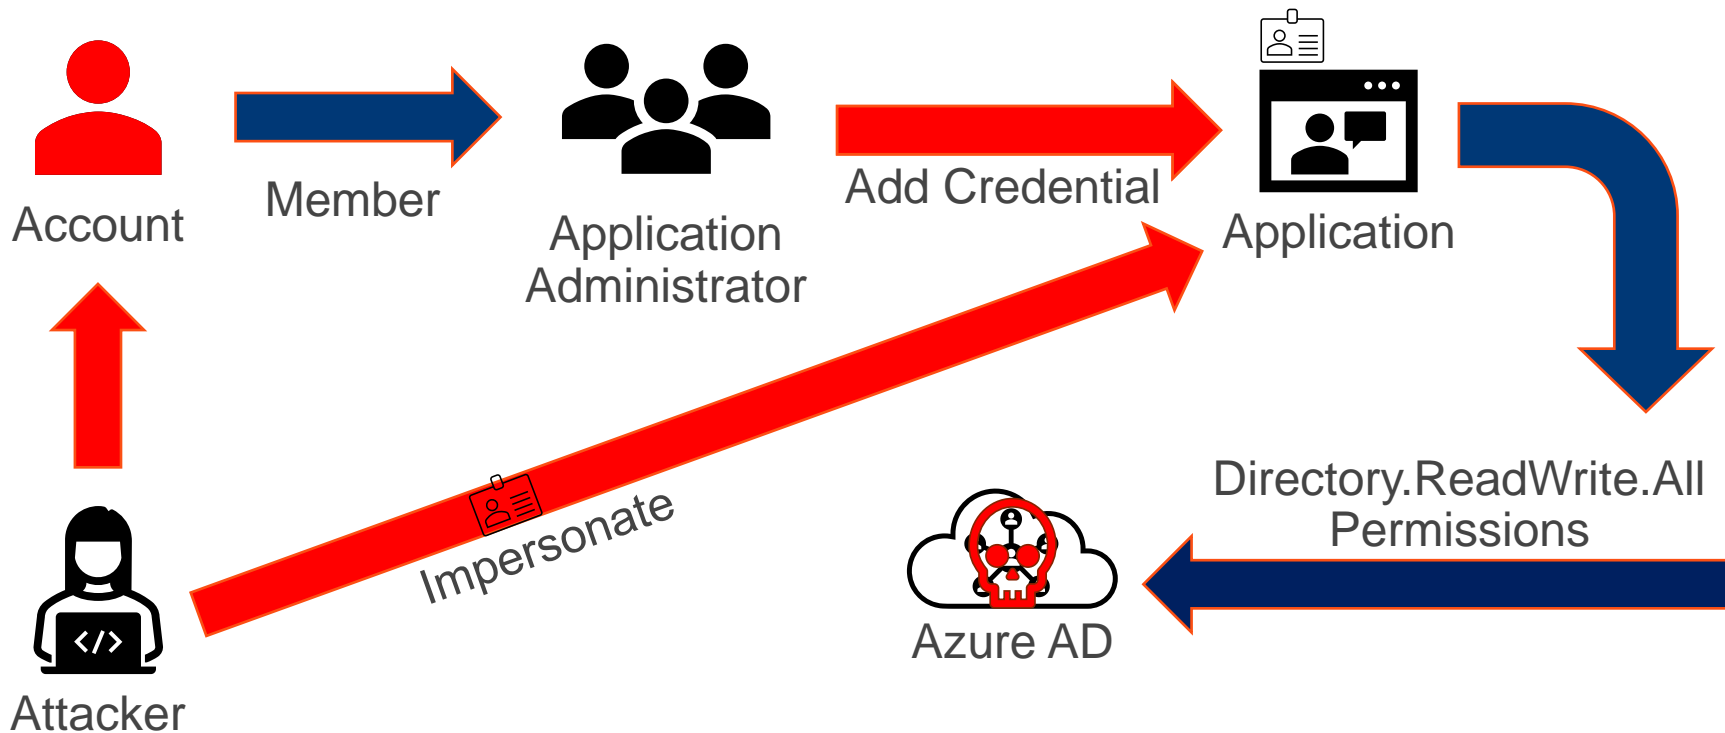 Account
Member
Application
Administrator
Add Credential
Application
Impersonate
Directory.ReadWrite.All
Permissions
Azure AD
</>
Attacker